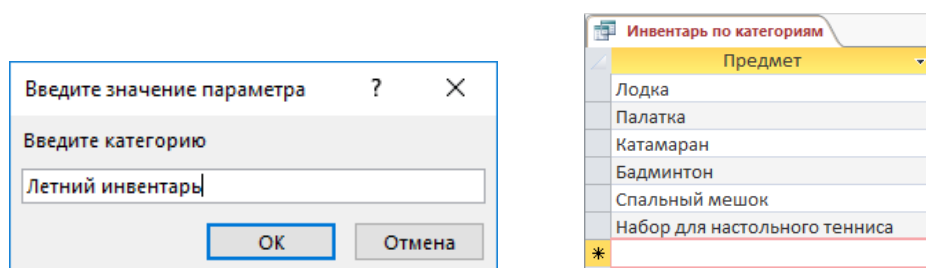 Введите значение параметра ? ×
Введите категорию
Летний инвентарь
ОК Отмена
Инвентарь по категориям
Предмет
Лодка
Палатка
Катамаран
Бадминтон
Спальный мешок
Набор для настольного тенниса
*